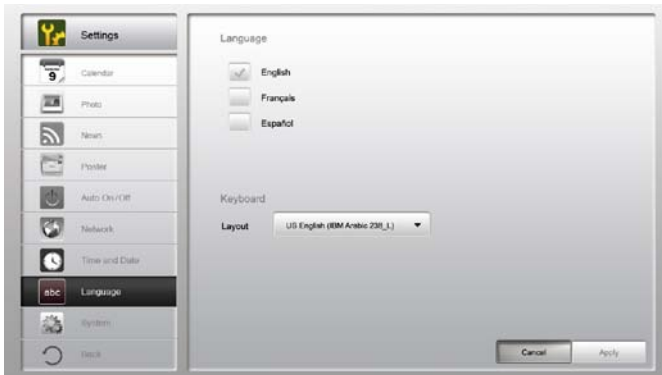 Settings
9
Calendar
Photo
News
Poster
Auto On/Off
Network
Time and Date
abc
Language
System
Back
Language
English
Français
Español
Keyboard
Layout
US English (IBM Arabic 238_L)
Cancel
Apply